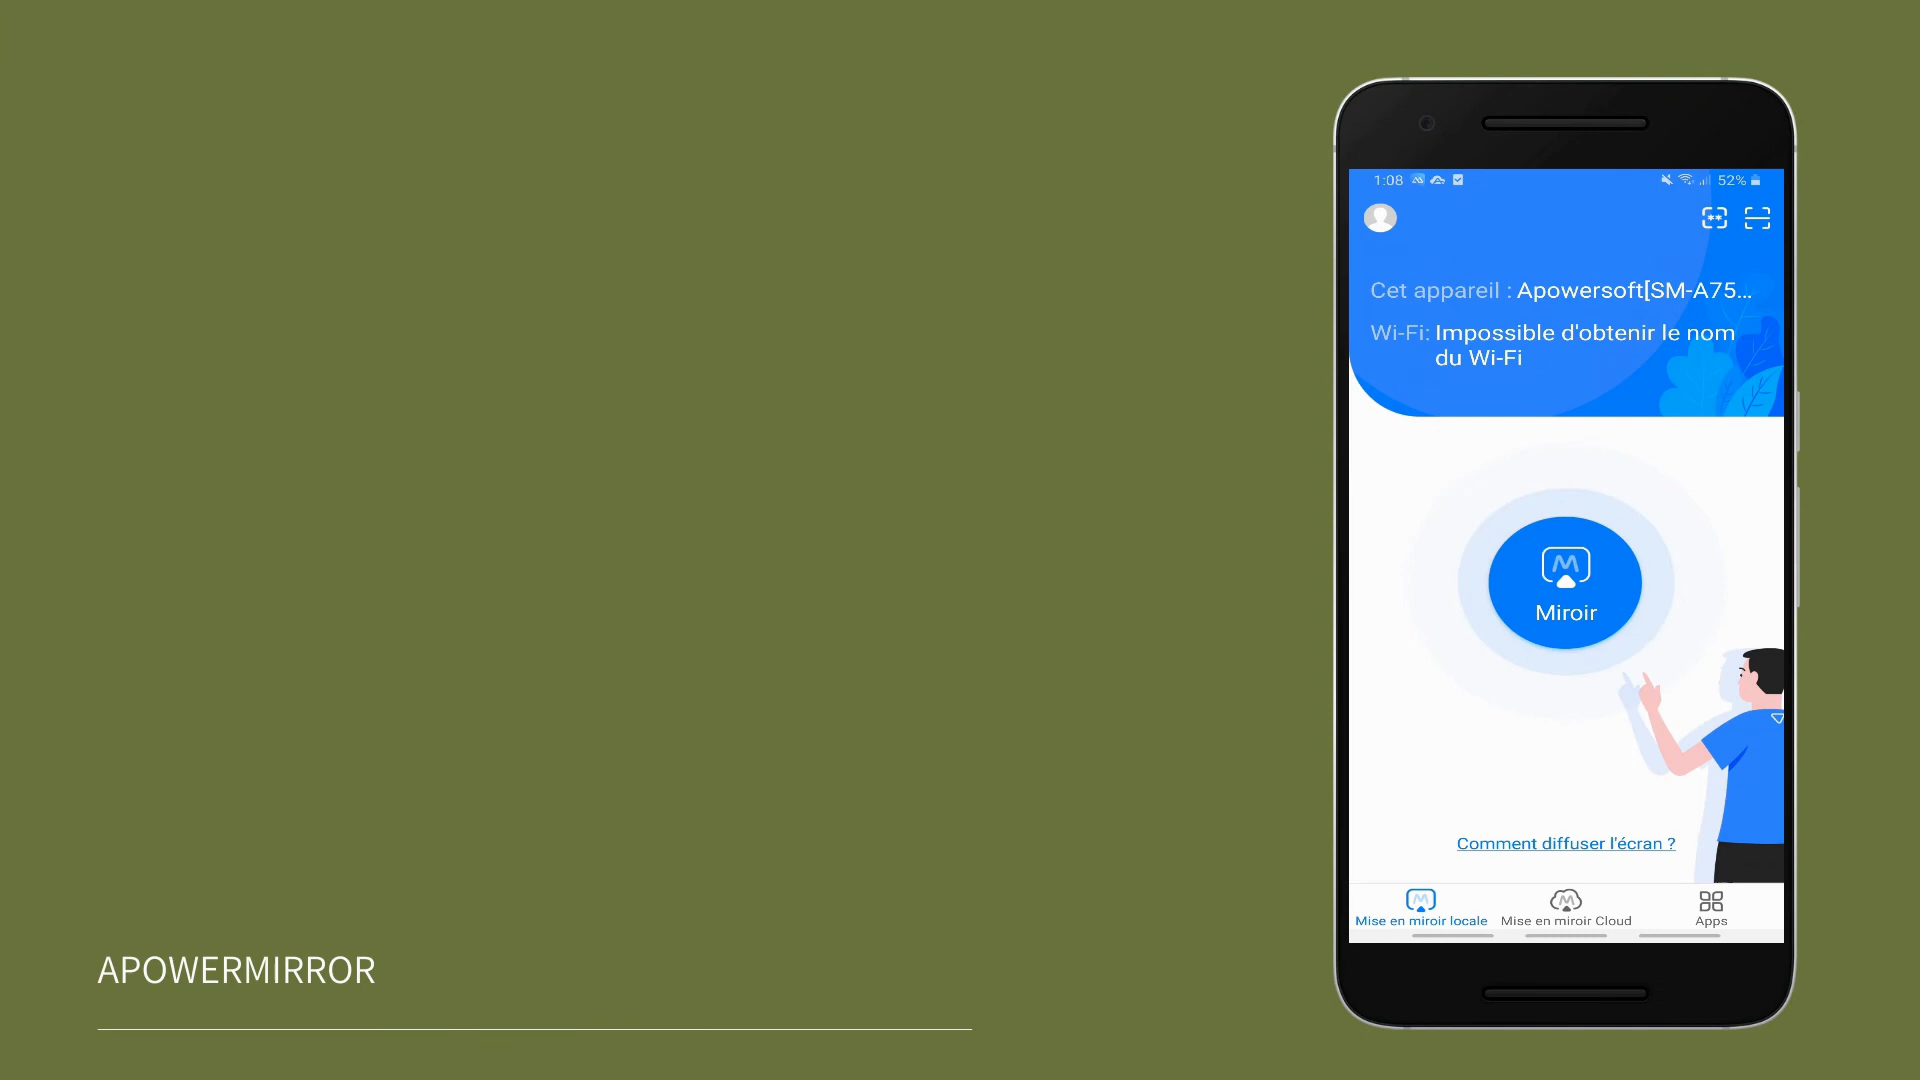 1:08
52%
Cet appareil : Apowersoft[SM-A75...
Wi-Fi: Impossible d'obtenir le nom
du Wi-Fi
Miroir
Comment diffuser l'écran ?
Mise en miroir locale
Mise en miroir Cloud
Apps
APOWERMIRROR